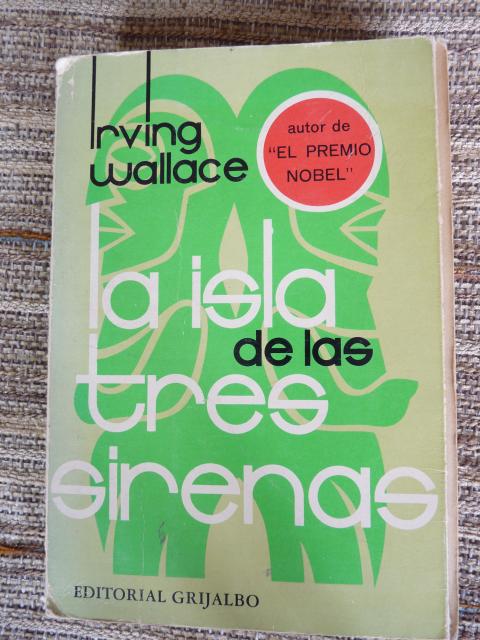 Irving
wallace
autor de
"EL PREMIO
NOBEL"
la isla
de las
tres
sirenas
EDITORIAL GRIJALBO